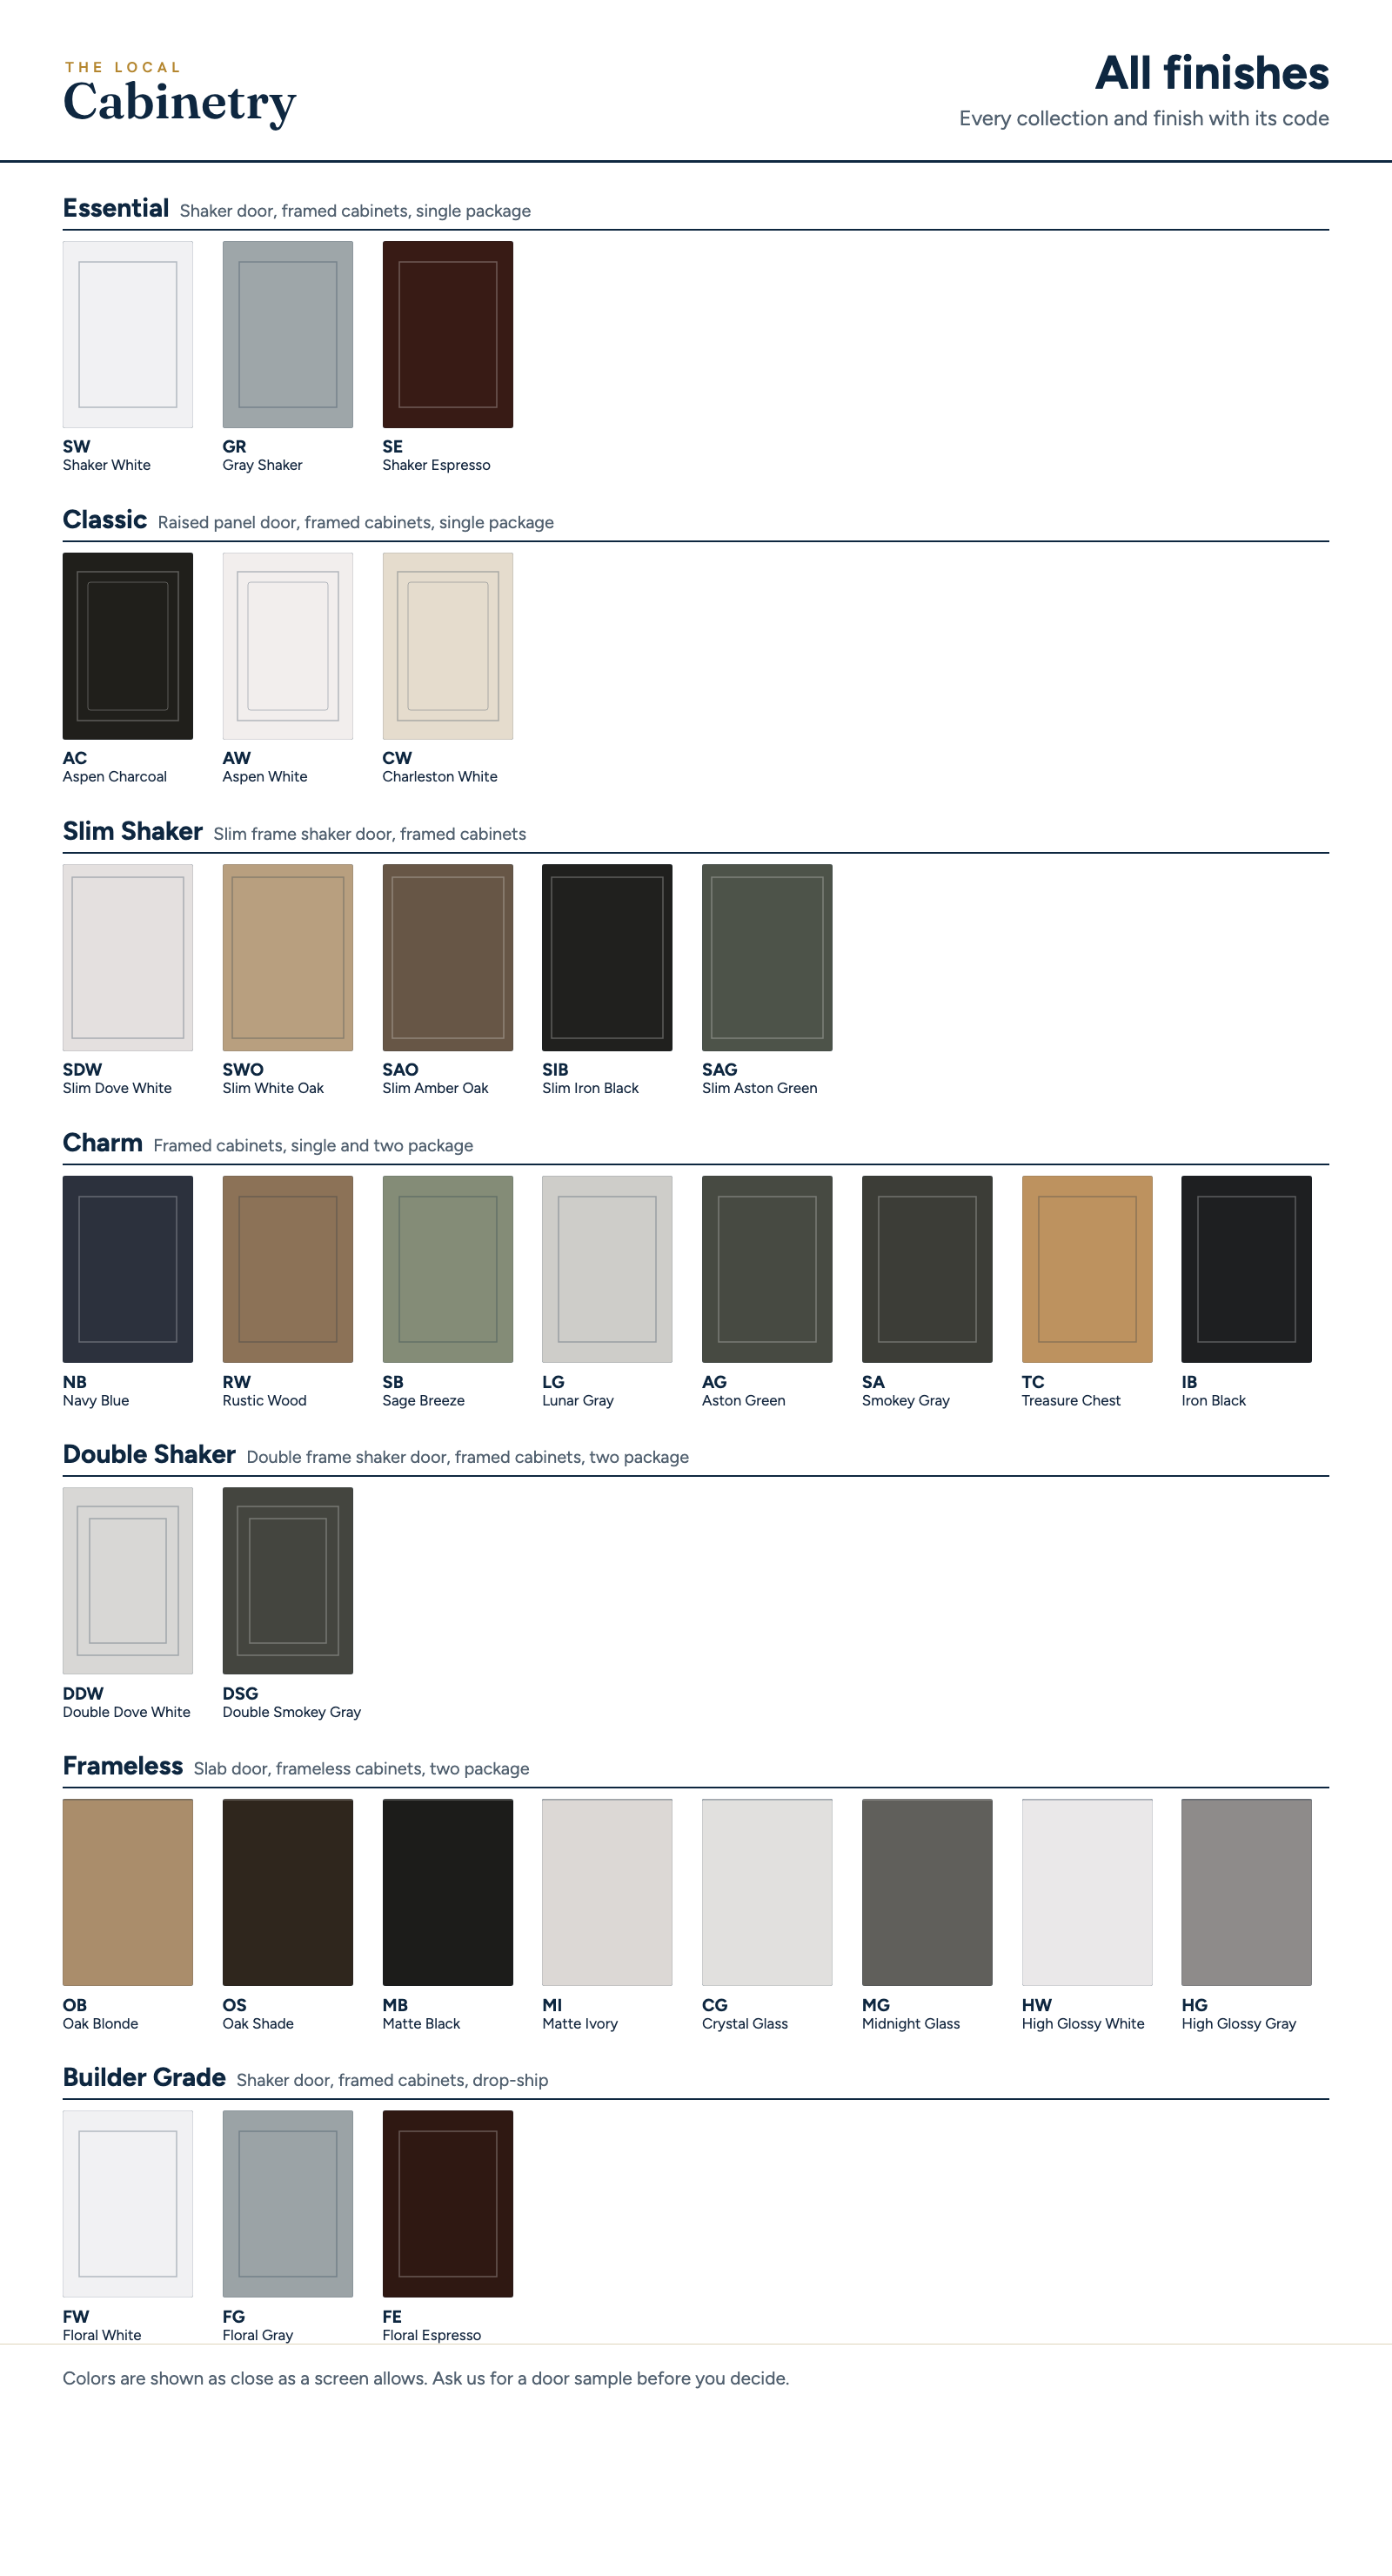 THE LOCAL
Cabinetry
All finishes
Every collection and finish with its code
Essential Shaker door, framed cabinets, single package
SW GR SE
Shaker White Gray Shaker Shaker Espresso
Classic Raised panel door, framed cabinets, single package
AC AW CW
Aspen Charcoal Aspen White Charleston White
Slim Shaker Slim frame shaker door, framed cabinets
SDW SWO SAO SIB SAG
Slim Dove White Slim White Oak Slim Amber Oak Slim Iron Black Slim Aston Green
Charm Framed cabinets, single and two package
NB RW SB LG AG SA TC IB
Navy Blue Rustic Wood Sage Breeze Lunar Gray Aston Green Smokey Gray Treasure Chest Iron Black
Double Shaker Double frame shaker door, framed cabinets, two package
DDW DSG
Double Dove White Double Smokey Gray
Frameless Slab door, frameless cabinets, two package
OB OS MB MI CG MG HW HG
Oak Blonde Oak Shade Matte Black Matte Ivory Crystal Glass Midnight Glass High Glossy White High Glossy Gray
Builder Grade Shaker door, framed cabinets, drop-ship
FW FG FE
Floral White Floral Gray Floral Espresso
Colors are shown as close as a screen allows. Ask us for a door sample before you decide.